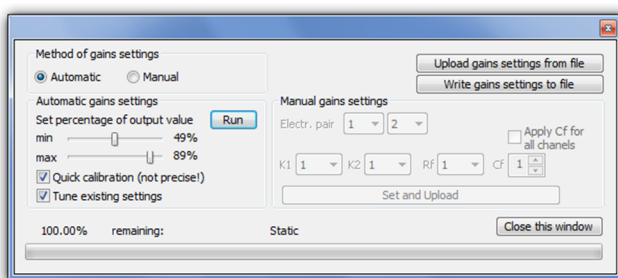 Method of gains settings
Automatic Manual
Upload gains settings from file
Write gains settings to file
Automatic gains settings
Set percentage of output value Run
min 49%
max 89%
Quick calibration (not precise!)
Tune existing settings
Manual gains settings
Electr. pair 1 2
Apply Cf for
all chanels
K1 1 K2 1 Rf 1 Cf 1
Set and Upload
100.00% remaining: Static
Close this window